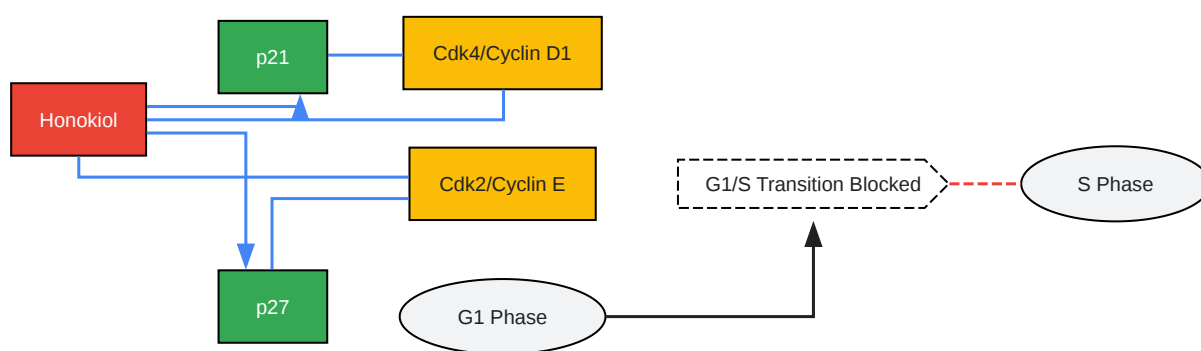 p21
Cdk4/Cyclin D1
Honokiol
Cdk2/Cyclin E
G1/S Transition Blocked
S Phase
p27
G1 Phase